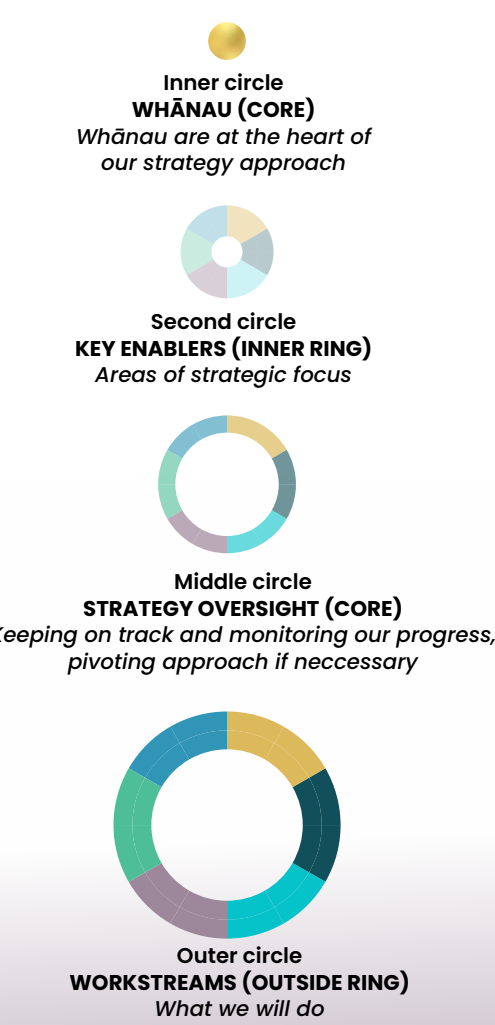 Inner circle
WHĀNAU (CORE)
Whānau are at the heart of
our strategy approach
Second circle
KEY ENABLERS (INNER RING)
Areas of strategic focus
Middle circle
STRATEGY OVERSIGHT (CORE)
Keeping on track and monitoring our progress,
pivoting approach if neccessary
Outer circle
WORKSTREAMS (OUTSIDE RING)
What we will do